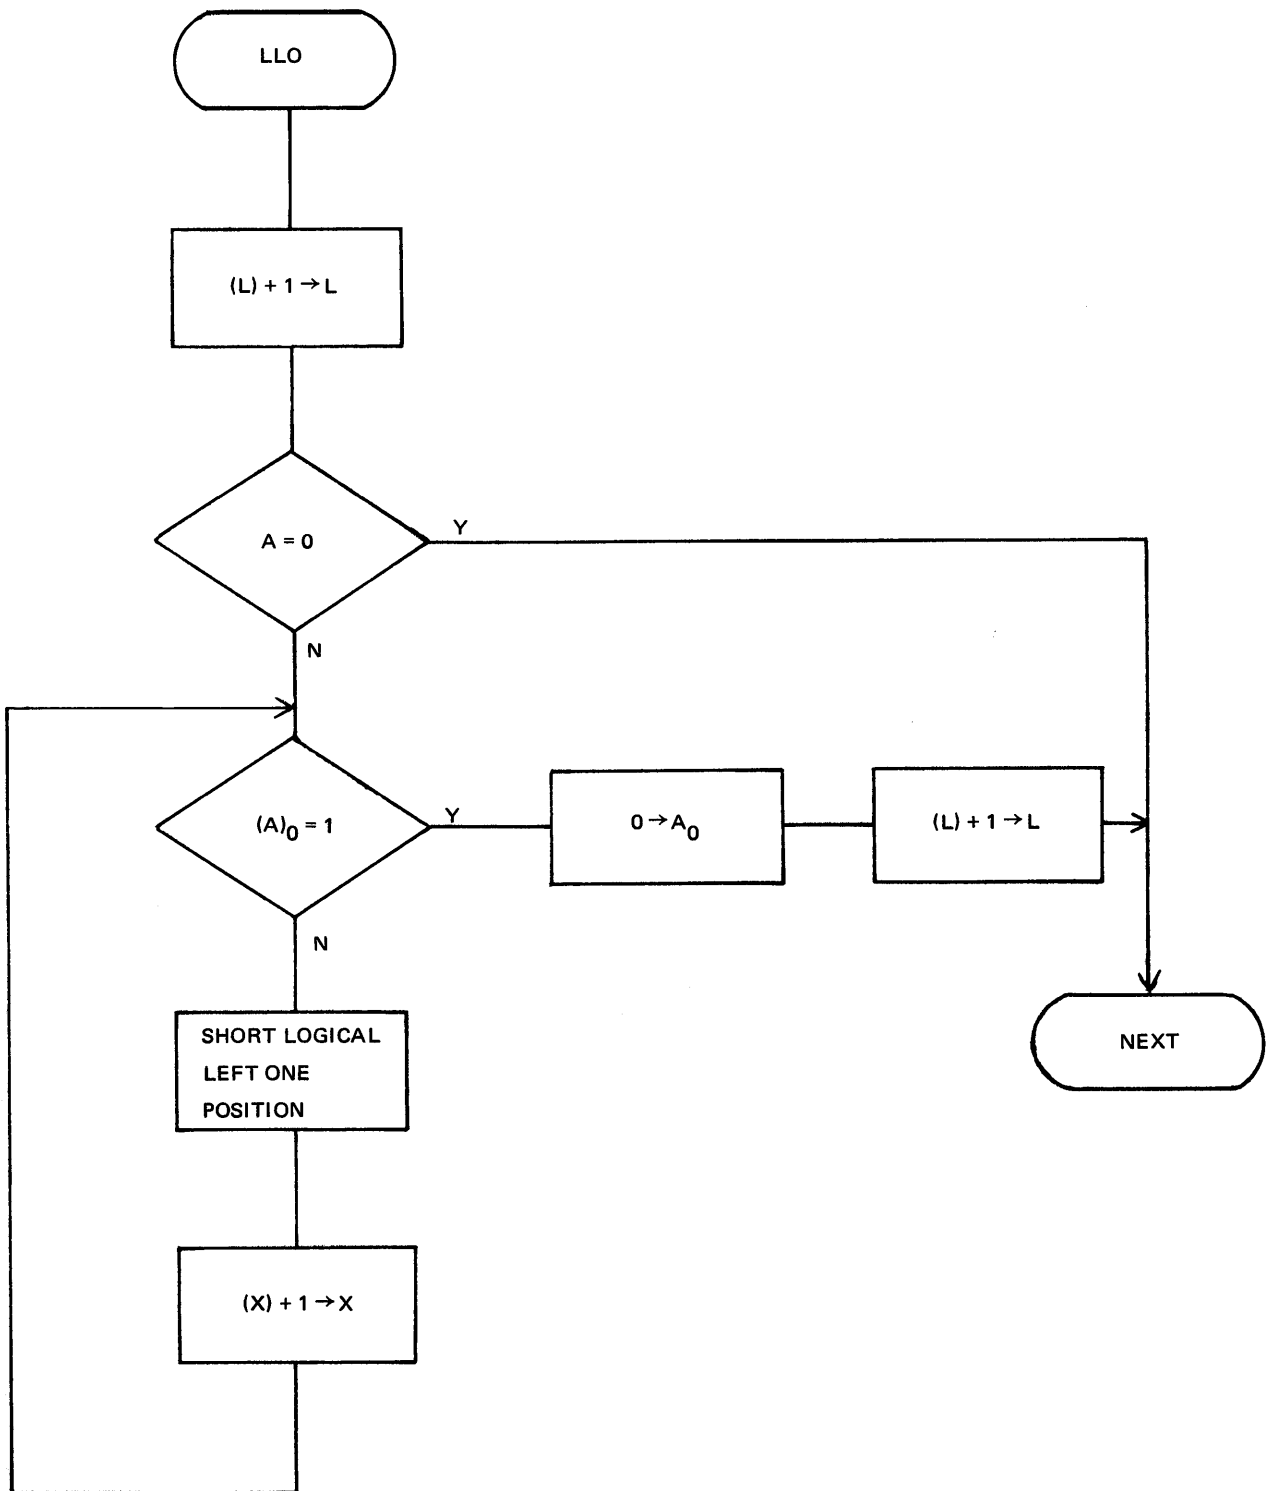 LLO
(L) + 1 → L
A = 0
Y
N
(A)0 = 1
Y
0 → A0
(L) + 1 → L
N
SHORT LOGICAL
LEFT ONE
POSITION
NEXT
(X) + 1 → X